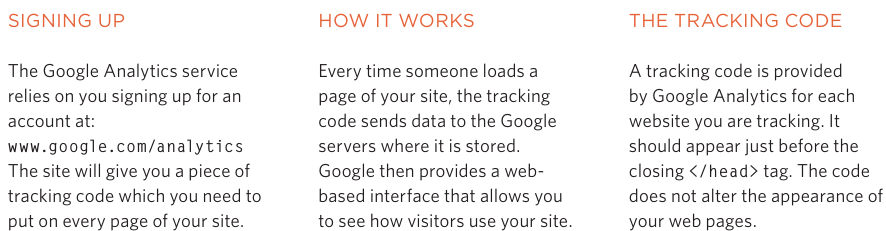 SIGNING UP
The Google Analytics service
relies on you signing up for an
account at:
www.google.com/analytics
The site will give you a piece of
tracking code which you need to
put on every page of your site.
HOW IT WORKS
Every time someone loads a
page of your site, the tracking
code sends data to the Google
servers where it is stored.
Google then provides a web-
based interface that allows you
to see how visitors use your site.
THE TRACKING CODE
A tracking code is provided
by Google Analytics for each
website you are tracking. It
should appear just before the
closing </head> tag. The code
does not alter the appearance of
your web pages.